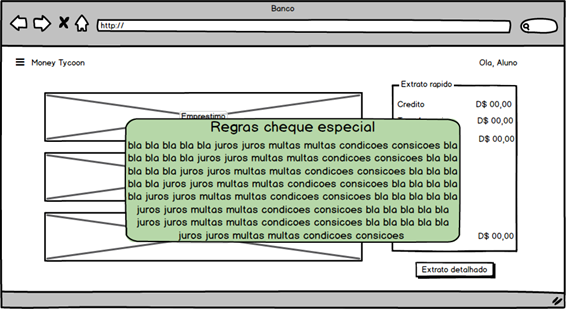 Banco
http://
Money Tycoon
Ola, Aluno
Emprestimo
Extrato rapido
Credito D$ 00,00
D$ 00,00
D$ 00,00
D$ 00,00
Regras cheque especial
bla bla bla bla bla juros juros multas multas condicoes consicoes bla
bla bla bla bla juros juros multas multas condicoes consicoes bla bla
bla bla bla juros juros multas multas condicoes consicoes bla bla bla
bla bla juros juros multas multas condicoes consicoes bla bla bla bla
bla juros juros multas multas condicoes consicoes bla bla bla bla bla
juros juros multas multas condicoes consicoes bla bla bla bla bla
juros juros multas multas condicoes consicoes bla bla bla bla bla
juros juros multas multas condicoes consicoes
Extrato detalhado